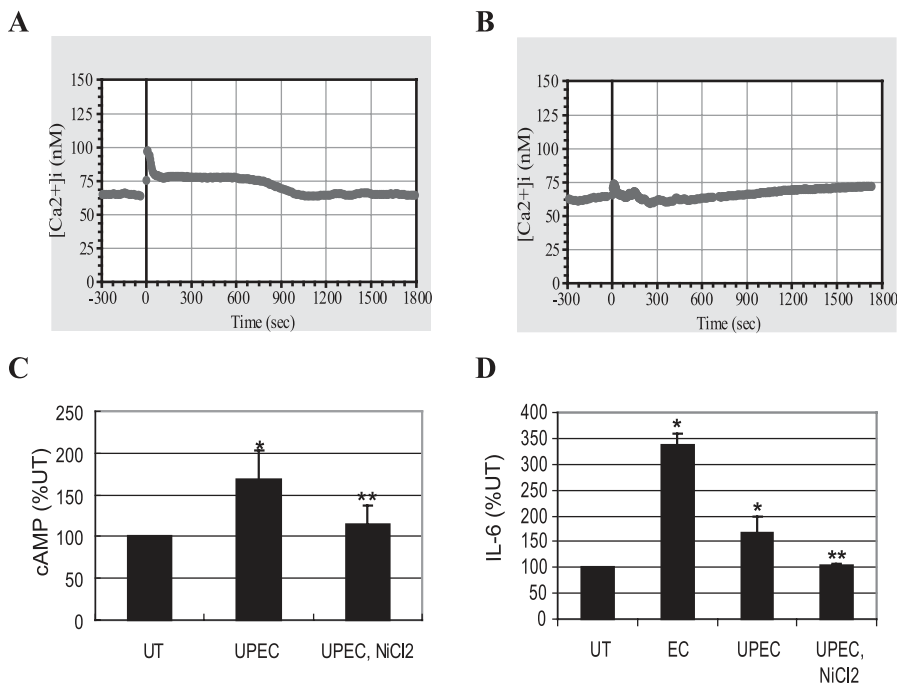 A
B
[Ca2+]i (nM)
150
125
100
75
50
25
0
-300
0
300
600
900
1200
1500
1800
Time (sec)
[Ca2+]i (nM)
150
125
100
75
50
25
0
-300
0
300
600
900
1200
1500
1800
Time (sec)
C
D
cAMP (%UT)
250
200
150
100
50
0
*
**
UT
UPEC
UPEC, NiCl2
IL-6 (%UT)
400
350
300
250
200
150
100
50
0
*
*
**
UT
EC
UPEC
UPEC,
NiCl2